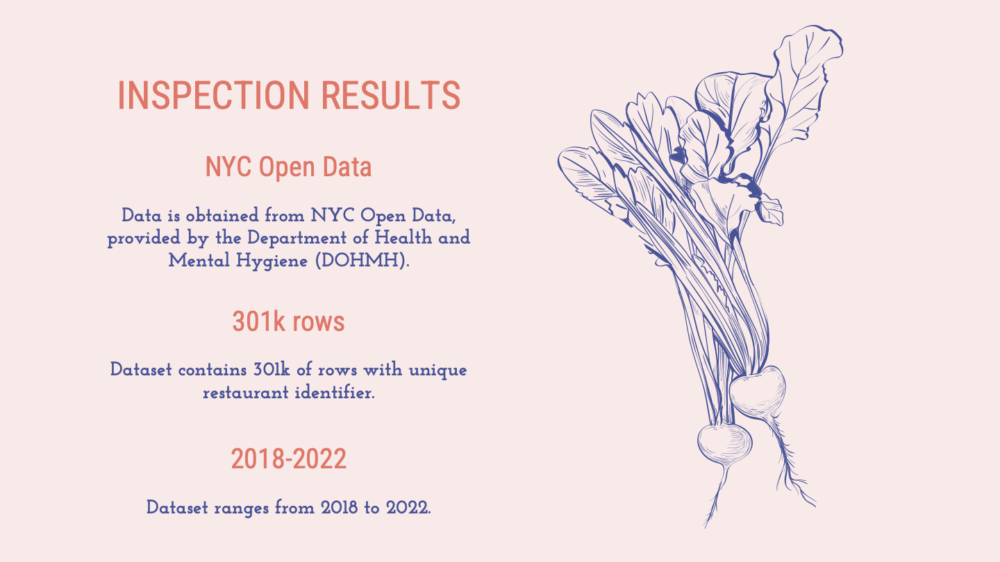 INSPECTION RESULTS
NYC Open Data
Data is obtained from NYC Open Data,
provided by the Department of Health and
Mental Hygiene (DOHMH).
301k rows
Dataset contains 301k of rows with unique
restaurant identifier.
2018-2022
Dataset ranges from 2018 to 2022.